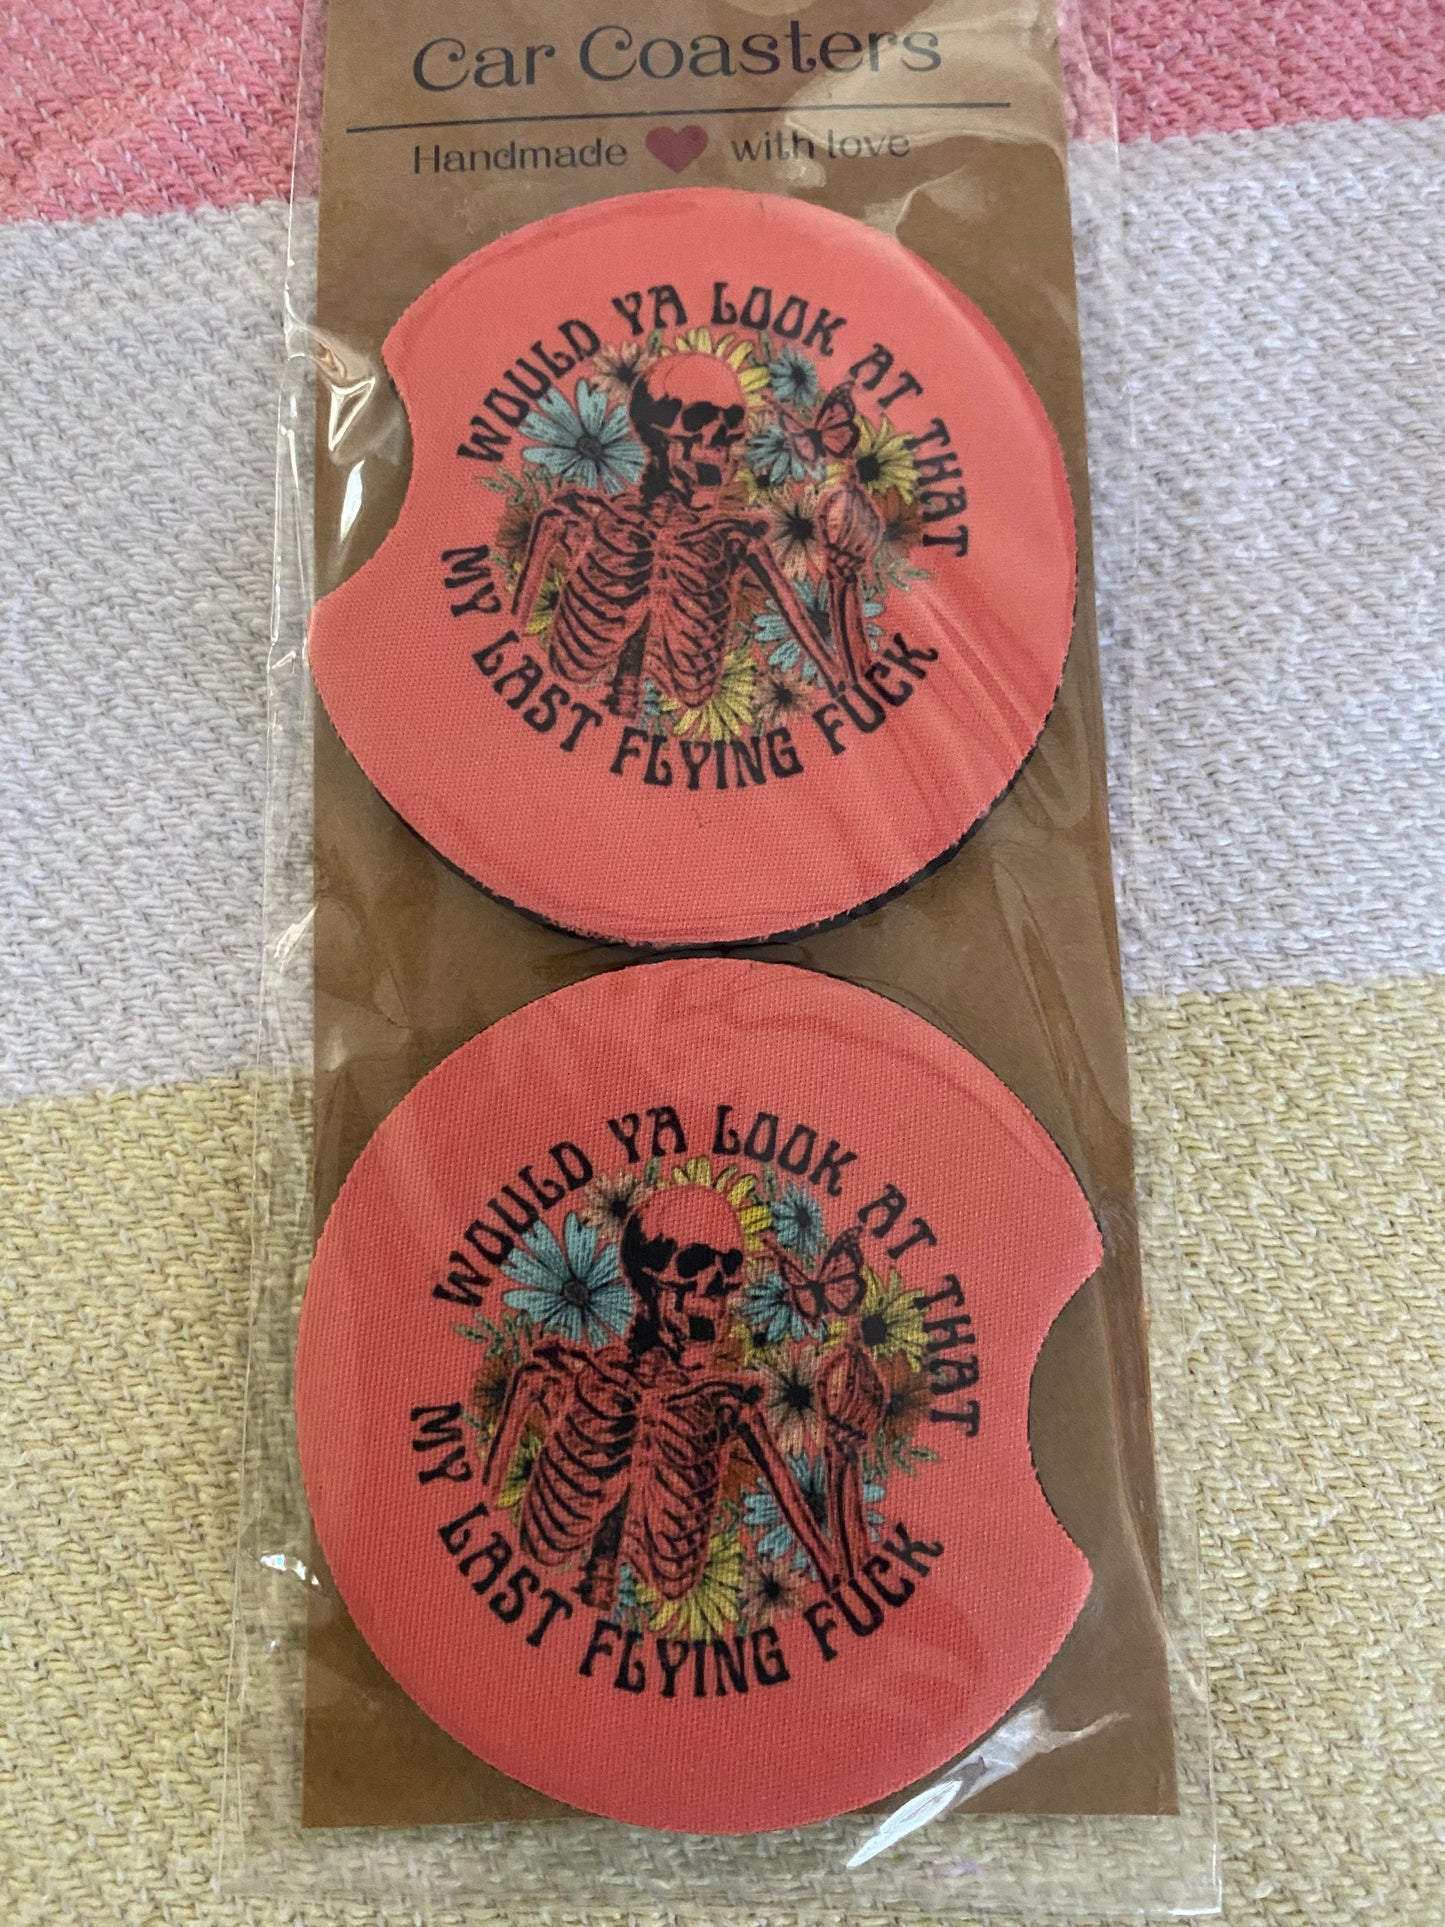 Car Coasters
Handmade with love
WOULD YA LOOK AT THAT
MY LAST FLYING FUCK
WOULD YA LOOK AT THAT
MY LAST FLYING FUCK